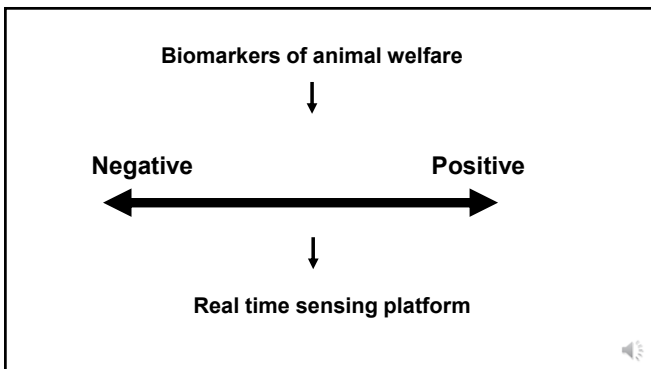 Biomarkers of animal welfare
Negative Positive
Real time sensing platform